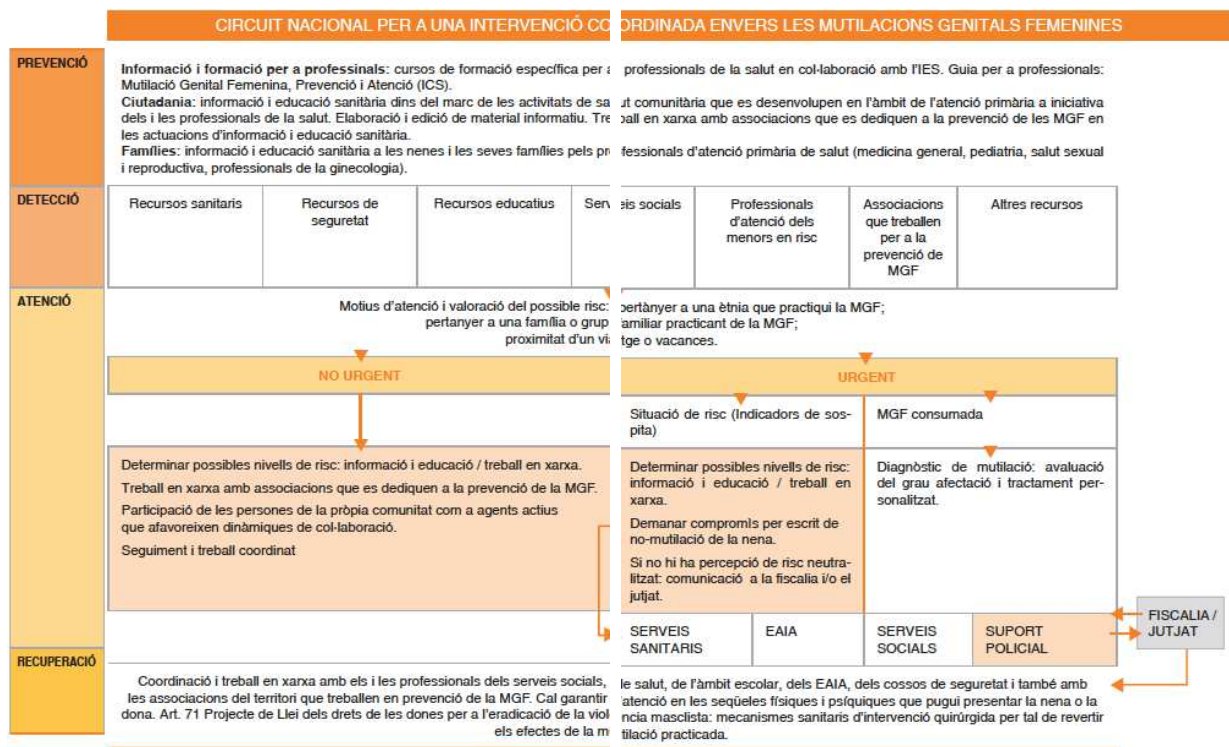 CIRCUIT NACIONAL PER A UNA INTERVENCIÓ COORDINADA ENVERS LES MUTILACIONS GENITALS FEMENINES
PREVENCIÓ
Informació i formació per a professinals: cursos de formació específica per a professionals de la salut en col·laboració amb l'IES. Guia per a professionals:
Mutilació Genital Femenina, Prevenció i Atenció (ICS).
Ciutadania: informació i educació sanitària dins del marc de les activitats de salut comunitària que es desenvolupen en l'àmbit de l'atenció primària a iniciativa
dels i les professionals de la salut. Elaboració i edició de material informatiu. Treball en xarxa amb associacions que es dediquen a la prevenció de les MGF en
les actuacions d'informació i educació sanitària.
Famílies: informació i educació sanitària a les nenes i les seves famílies pels professionals d'atenció primària de salut (medicina general, pediatria, salut sexual
i reproductiva, professionals de la ginecologia).
DETECCIÓ
Recursos sanitaris
Recursos de
seguretat
Recursos educatius
Serveis socials
Professionals
d'atenció dels
menors en risc
Associacions
que treballen
per a la
prevenció de
MGF
Altres recursos
ATENCIÓ
Motius d'atenció i valoració del possible risc: pertànyer a una ètnia que practiqui la MGF;
pertanyer a una família o grup familiar practicant de la MGF;
proximitat d'un viatge o vacances.
NO URGENT
URGENT
Situació de risc (Indicadors de sos-
pita)
MGF consumada
Determinar possibles nivells de risc: informació i educació / treball en xarxa.
Treball en xarxa amb associacions que es dediquen a la prevenció de la MGF.
Participació de les persones de la pròpia comunitat com a agents actius
que afavoreixen dinàmiques de col·laboració.
Seguiment i treball coordinat
Determinar possibles nivells de risc:
informació i educació / treball en
xarxa.
Demanar compromís per escrit de
no-mutilació de la nena.
Si no hi ha percepció de risc neutra-
litzat: comunicació a la fiscalia i/o el
jutjat.
Diagnòstic de mutilació: avaluació
del grau afectació i tractament per-
sonalitzat.
SERVEIS
SANITARIS
EAIA
SERVEIS
SOCIALS
SUPORT
POLICIAL
FISCALIA /
JUTJAT
RECUPERACIÓ
Coordinació i treball en xarxa amb els i les professionals dels serveis socials, de salut, de l'àmbit escolar, dels EAIA, dels cossos de seguretat i també amb
les associacions del territori que treballen en prevenció de la MGF. Cal garantir l'atenció en les seqüeles físiques i psíquiques que pugui presentar la nena o la
dona. Art. 71 Projecte de Llei dels drets de les dones per a l'eradicació de la violència masclista: mecanismes sanitaris d'intervenció quirúrgida per tal de revertir
els efectes de la mutilació practicada.